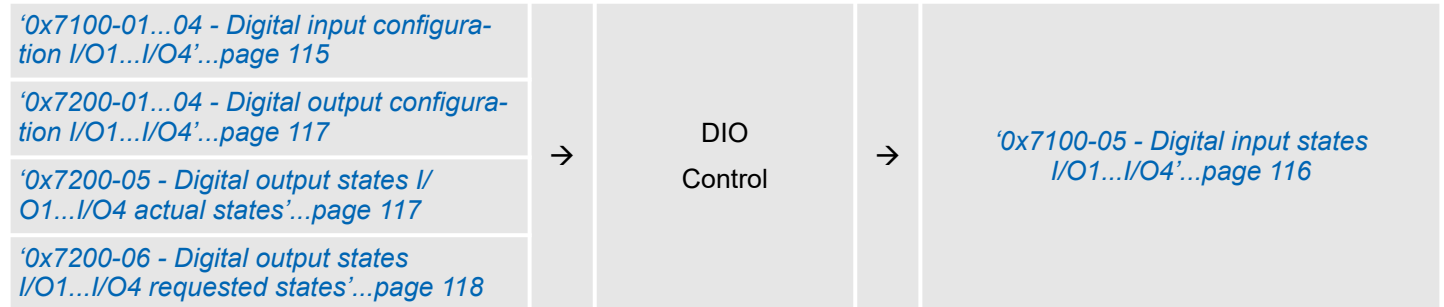 ‘0x7100-01...04 - Digital input configura-
tion I/O1...I/O4’...page 115
‘0x7200-01...04 - Digital output configura-
tion I/O1...I/O4’...page 117
‘0x7200-05 - Digital output states I/
O1...I/O4 actual states’...page 117
‘0x7200-06 - Digital output states
I/O1...I/O4 requested states’...page 118
→
DIO
Control
→
‘0x7100-05 - Digital input states
I/O1...I/O4’...page 116